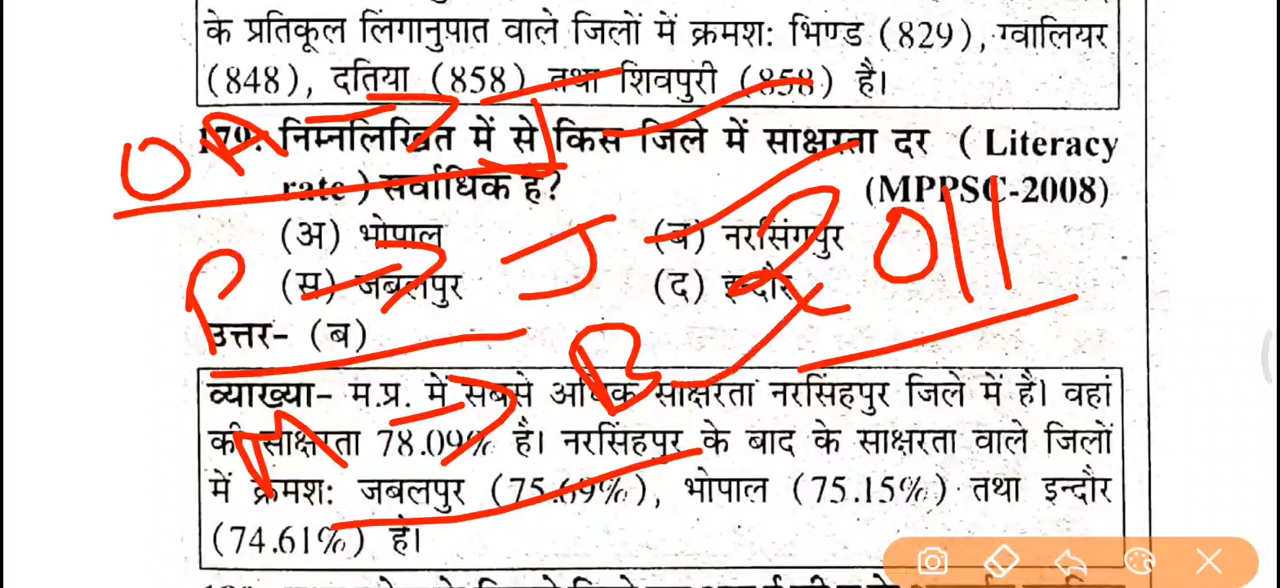 के प्रतिकूल लिंगानुपात वाले जिलों में क्रमश: भिण्ड (829), ग्वालियर
(848), दतिया (858) तथा शिवपुरी (858) है।
179. निम्नलिखित में से किस जिले में साक्षरता दर ( Literacy
OA → J
rate ) सर्वाधिक है? (MPPSC-2008)
(अ) भोपाल (ब) नरसिंगपुर
2011
P → J
(स) जबलपुर (द) इन्दौर
उत्तर- (ब)
व्याख्या- म.प्र. मे सबसे अधिक साक्षरता नरसिंहपुर जिले में है। वहां
M → B
की साक्षरता 78.09% है। नरसिंहपुर के बाद के साक्षरता वाले जिलों
में क्रमश: जबलपुर (75.69%), भोपाल (75.15%) तथा इन्दौर
(74.61%) है।